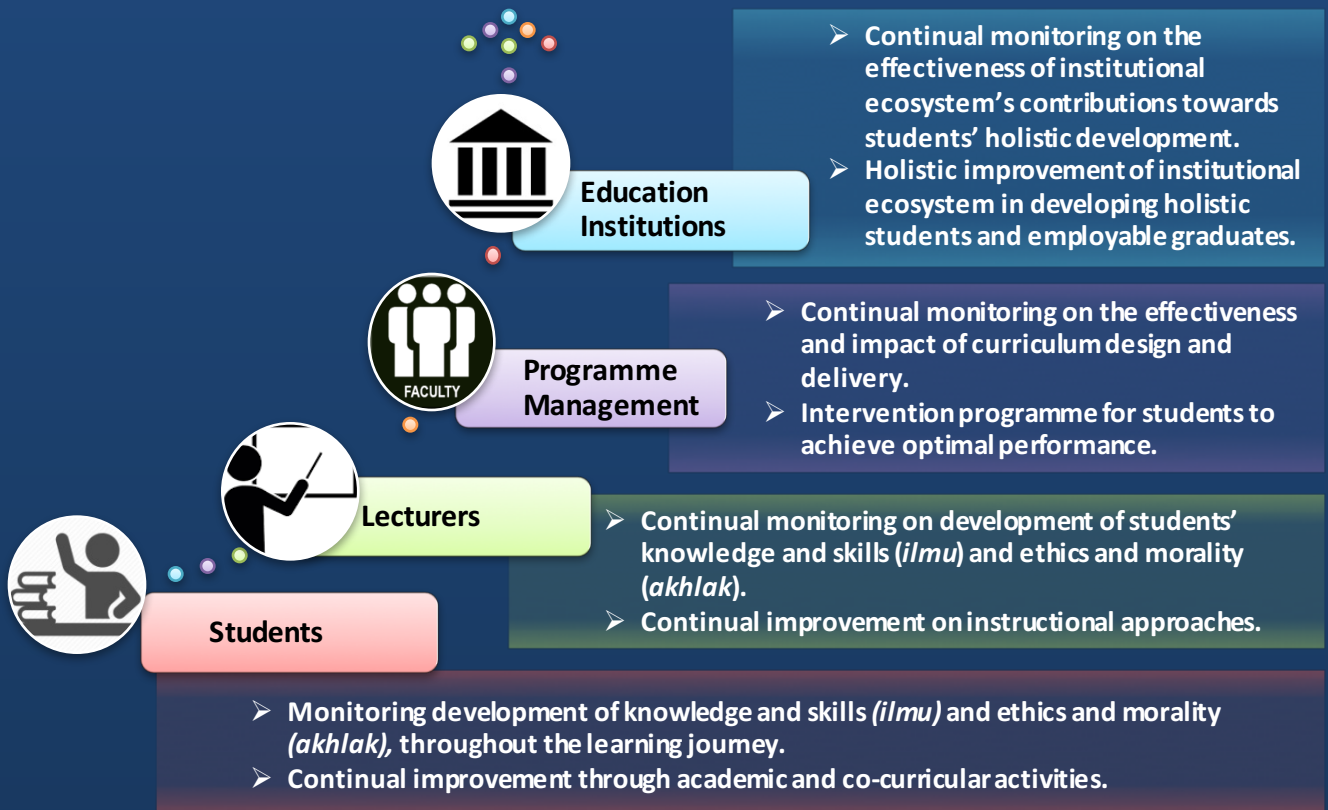 ➢ Continual monitoring on the
effectiveness of institutional
ecosystem's contributions towards
students' holistic development.
➢ Holistic improvement of institutional
ecosystem in developing holistic
students and employable graduates.
Education
Institutions
➢ Continual monitoring on the effectiveness
and impact of curriculum design and
delivery.
➢ Intervention programme for students to
achieve optimal performance.
FACULTY
Programme
Management
Lecturers
➢ Continual monitoring on development of students'
knowledge and skills (ilmu) and ethics and morality
(akhlak).
➢ Continual improvement on instructional approaches.
Students
➢ Monitoring development of knowledge and skills (ilmu) and ethics and morality
(akhlak), throughout the learning journey.
➢ Continual improvement through academic and co-curricular activities.